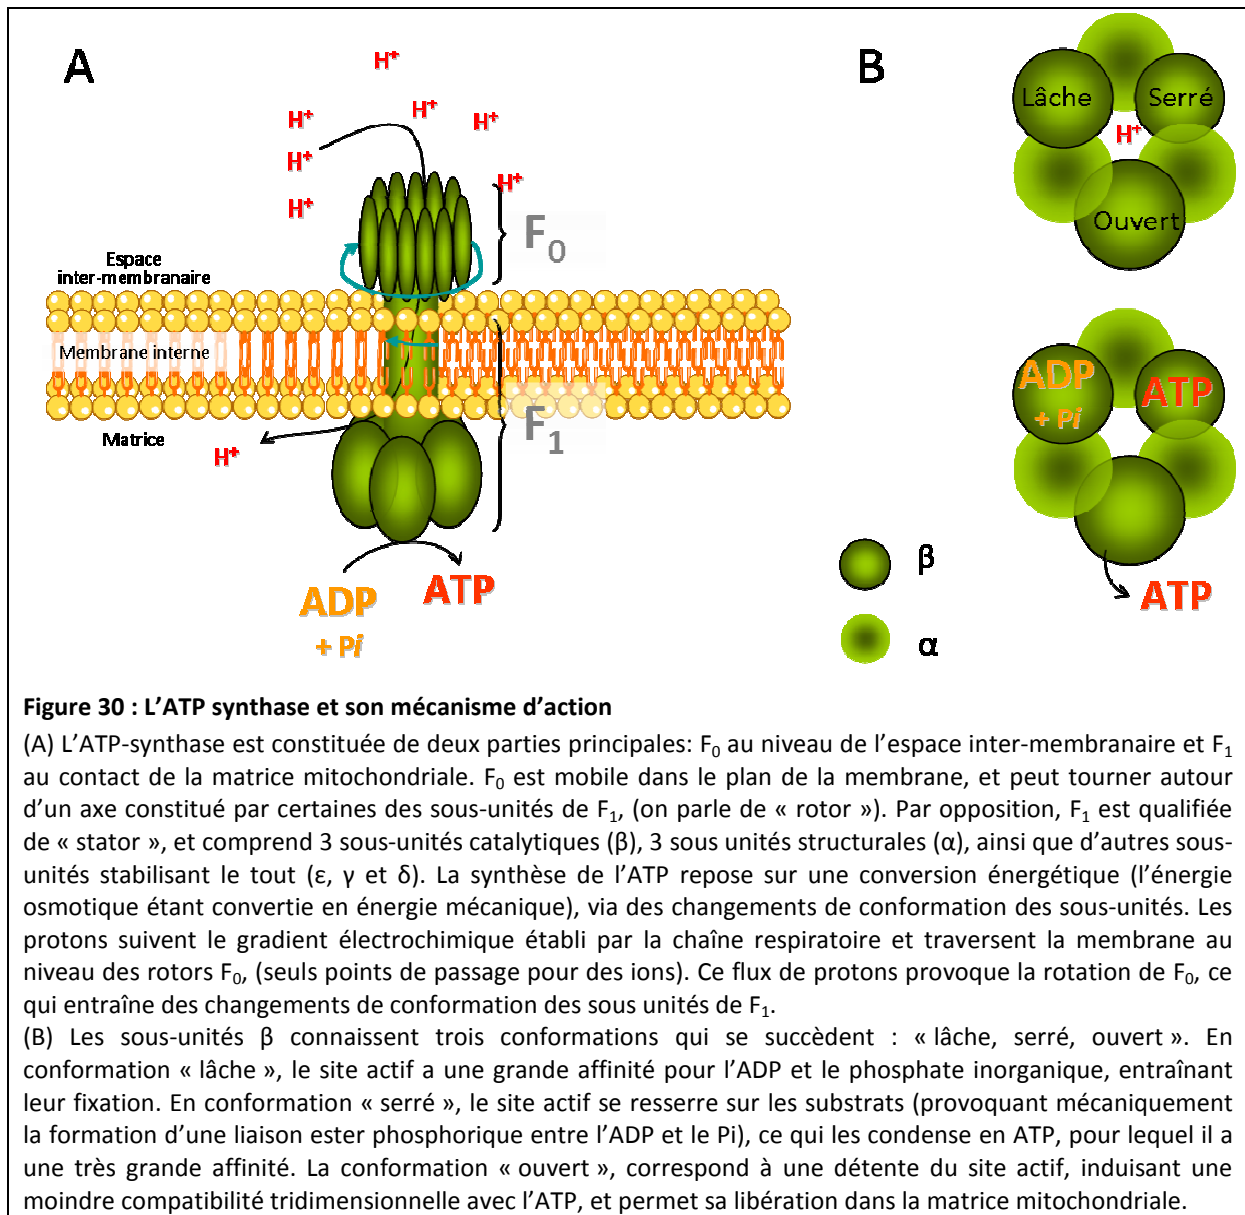 A
H⁺
H⁺
H⁺
H⁺
H⁺
H⁺
H⁺
F₀
Espace
inter-membranaire
Membrane interne
Matrice
F₁
H⁺
ADP
+ Pi
ATP
B
Lâche
Serré
H⁺
Ouvert
ADP
+ Pi
ATP
ATP
β
α
Figure 30 : L’ATP synthase et son mécanisme d’action
(A) L’ATP-synthase est constituée de deux parties principales: F₀ au niveau de l’espace inter-membranaire et F₁
au contact de la matrice mitochondriale. F₀ est mobile dans le plan de la membrane, et peut tourner autour
d’un axe constitué par certaines des sous-unités de F₁, (on parle de « rotor »). Par opposition, F₁ est qualifiée
de « stator », et comprend 3 sous-unités catalytiques (β), 3 sous unités structurales (α), ainsi que d’autres sous-
unités stabilisant le tout (ε, γ et δ). La synthèse de l’ATP repose sur une conversion énergétique (l’énergie
osmotique étant convertie en énergie mécanique), via des changements de conformation des sous-unités. Les
protons suivent le gradient électrochimique établi par la chaîne respiratoire et traversent la membrane au
niveau des rotors F₀, (seuls points de passage pour des ions). Ce flux de protons provoque la rotation de F₀, ce
qui entraîne des changements de conformation des sous unités de F₁.
(B) Les sous-unités β connaissent trois conformations qui se succèdent : « lâche, serré, ouvert ». En
conformation « lâche », le site actif a une grande affinité pour l’ADP et le phosphate inorganique, entraînant
leur fixation. En conformation « serré », le site actif se resserre sur les substrats (provoquant mécaniquement
la formation d’une liaison ester phosphorique entre l’ADP et le Pi), ce qui les condense en ATP, pour lequel il a
une très grande affinité. La conformation « ouvert », correspond à une détente du site actif, induisant une
moindre compatibilité tridimensionnelle avec l’ATP, et permet sa libération dans la matrice mitochondriale.